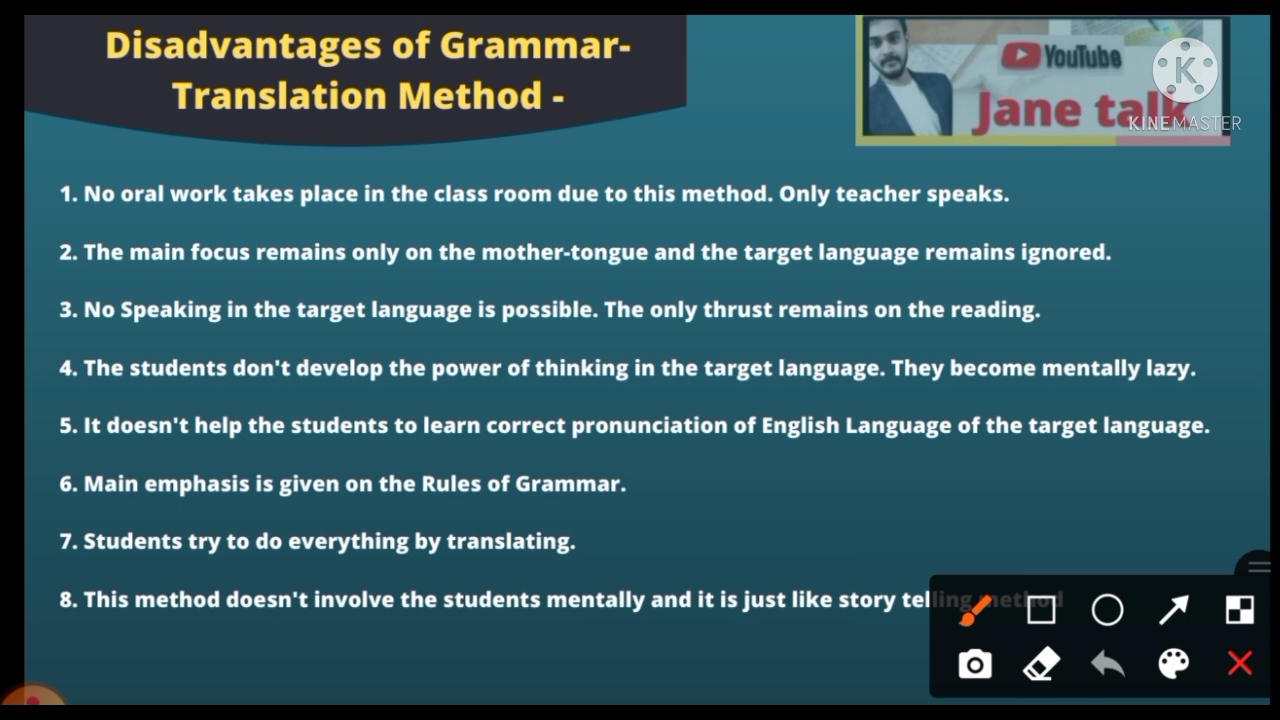 Disadvantages of Grammar-
Translation Method -
YouTube
Jane talk
K
KINEMASTER
1. No oral work takes place in the class room due to this method. Only teacher speaks.
2. The main focus remains only on the mother-tongue and the target language remains ignored.
3. No Speaking in the target language is possible. The only thrust remains on the reading.
4. The students don't develop the power of thinking in the target language. They become mentally lazy.
5. It doesn't help the students to learn correct pronunciation of English Language of the target language.
6. Main emphasis is given on the Rules of Grammar.
7. Students try to do everything by translating.
8. This method doesn't involve the students mentally and it is just like story telling method